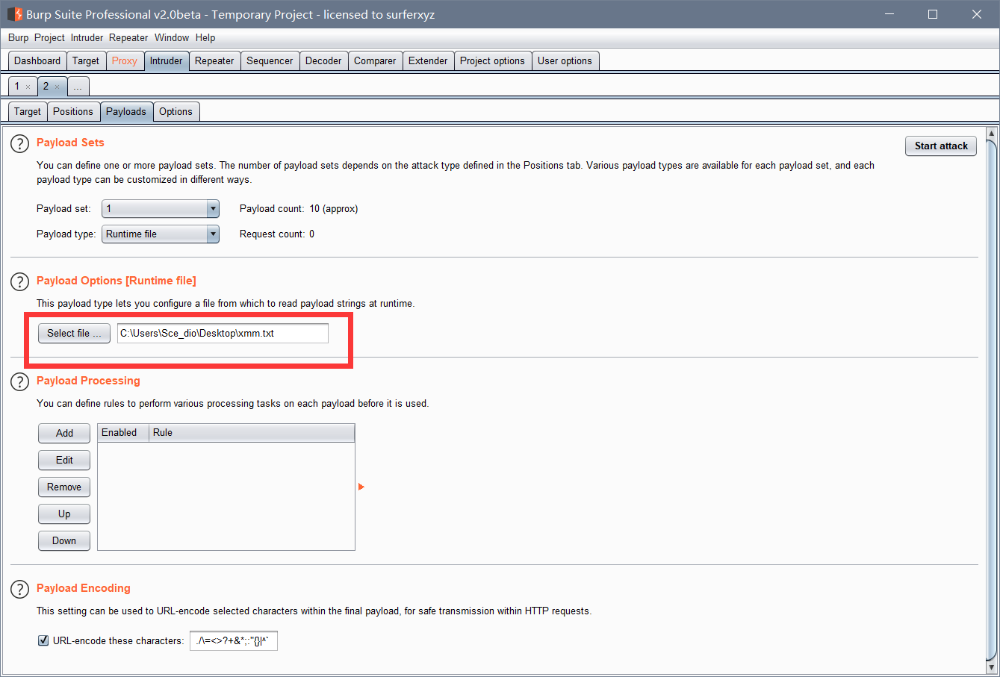 Burp Suite Professional v2.0beta - Temporary Project - licensed to surferxyz
Burp Project Intruder Repeater Window Help
Dashboard Target Proxy Intruder Repeater Sequencer Decoder Comparer Extender Project options User options
1 × 2 × ...
Target Positions Payloads Options
? Payload Sets
Start attack
You can define one or more payload sets. The number of payload sets depends on the attack type defined in the Positions tab. Various payload types are available for each payload set, and each
payload type can be customized in different ways.
Payload set: 1 Payload count: 10 (approx)
Payload type: Runtime file Request count: 0
? Payload Options [Runtime file]
This payload type lets you configure a file from which to read payload strings at runtime.
Select file ... C:\Users\Sce_dio\Desktop\xmm.txt
? Payload Processing
You can define rules to perform various processing tasks on each payload before it is used.
Add Enabled Rule
Edit
Remove
Up
Down
? Payload Encoding
This setting can be used to URL-encode selected characters within the final payload, for safe transmission within HTTP requests.
URL-encode these characters: ./\=<>?+&*;:"{}|^`